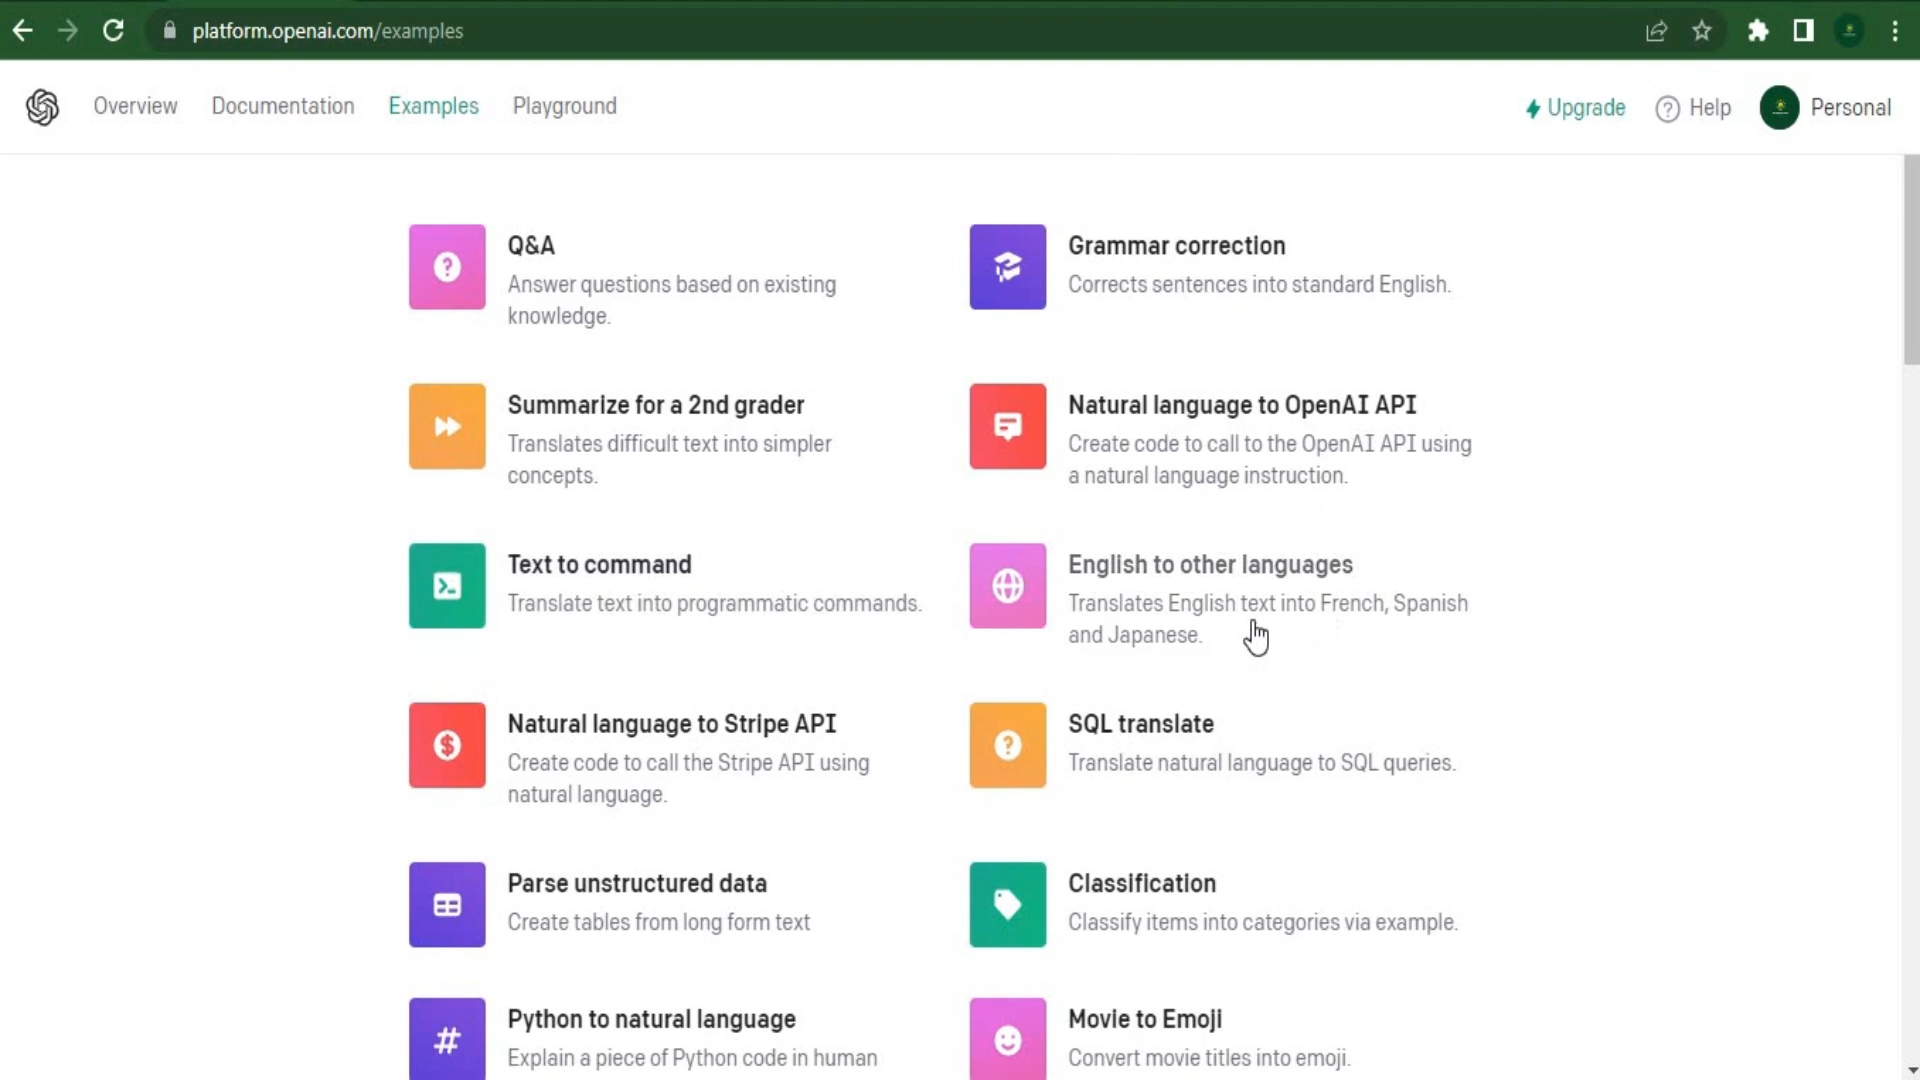 platform.openai.com/examples
Overview Documentation Examples Playground Upgrade Help Personal
Q&A
Answer questions based on existing
knowledge.
Grammar correction
Corrects sentences into standard English.
Summarize for a 2nd grader
Translates difficult text into simpler
concepts.
Natural language to OpenAI API
Create code to call to the OpenAI API using
a natural language instruction.
Text to command
Translate text into programmatic commands.
English to other languages
Translates English text into French, Spanish
and Japanese.
Natural language to Stripe API
Create code to call the Stripe API using
natural language.
SQL translate
Translate natural language to SQL queries.
Parse unstructured data
Create tables from long form text
Classification
Classify items into categories via example.
Python to natural language
Explain a piece of Python code in human
Movie to Emoji
Convert movie titles into emoji.